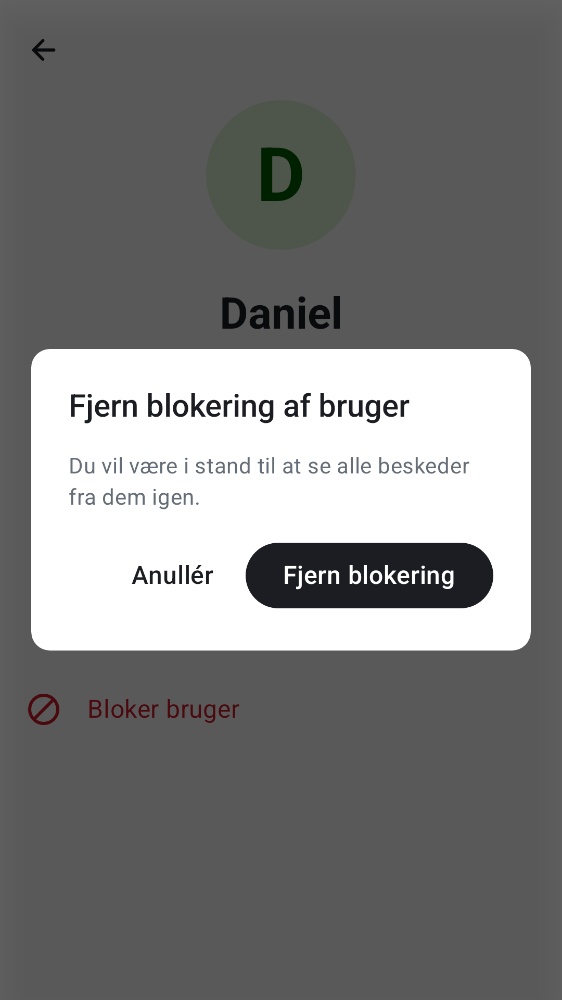 D
Daniel
Fjern blokering af bruger
Du vil være i stand til at se alle beskeder
fra dem igen.
Anullér
Fjern blokering
Bloker bruger